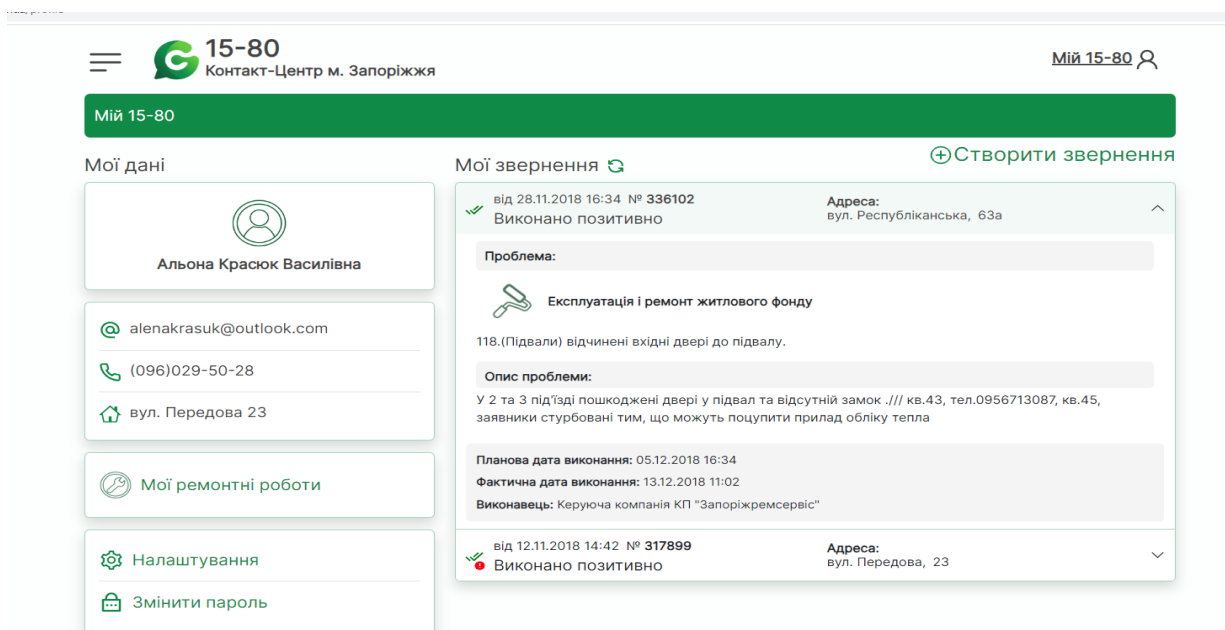 15-80
Контакт-Центр м. Запоріжжя
Мій 15-80
Мій 15-80
Мої дані
Альона Красюк Василівна
alenakrasuk@outlook.com
(096)029-50-28
вул. Передова 23
Мої ремонтні роботи
Налаштування
Змінити пароль
Мої звернення
Створити звернення
від 28.11.2018 16:34 № 336102
Виконано позитивно
Адреса:
вул. Республіканська, 63а
Проблема:
Експлуатація і ремонт житлового фонду
118.(Підвали) відчинені вхідні двері до підвалу.
Опис проблеми:
У 2 та 3 під'їзді пошкоджені двері у підвал та відсутній замок ./// кв.43, тел.0956713087, кв.45,
заявники стурбовані тим, що можуть поцупити прилад обліку тепла
Планова дата виконання: 05.12.2018 16:34
Фактична дата виконання: 13.12.2018 11:02
Виконавець: Керуюча компанія КП "Запоріжремсервіс"
від 12.11.2018 14:42 № 317899
Виконано позитивно
Адреса:
вул. Передова, 23